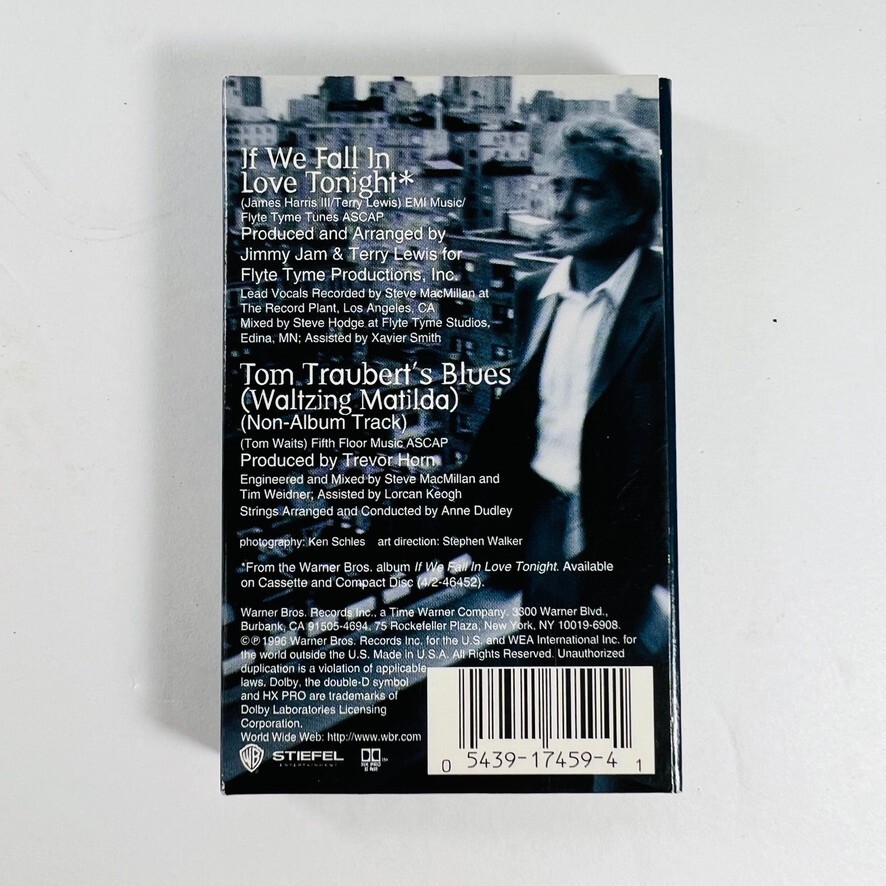 If We Fall In
Love Tonight*
(James Harris III/Terry Lewis) EMI Music/
Flyte Tyme Tunes ASCAP
Produced and Arranged by
Jimmy Jam & Terry Lewis for
Flyte Tyme Productions, Inc.
Lead Vocals Recorded by Steve MacMillan at
The Record Plant, Los Angeles, CA
Mixed by Steve Hodge at Flyte Tyme Studios,
Edina, MN; Assisted by Xavier Smith
Tom Traubert's Blues
(Waltzing Matilda)
(Non-Album Track)
(Tom Waits) Fifth Floor Music ASCAP
Produced by Trevor Horn
Engineered and Mixed by Steve MacMillan and
Tim Weidner; Assisted by Lorcan Keogh
Strings Arranged and Conducted by Anne Dudley
photography: Ken Schles art direction: Stephen Walker
*From the Warner Bros. album If We Fall In Love Tonight. Available
on Cassette and Compact Disc (4/2-46452).
Warner Bros. Records Inc., a Time Warner Company. 3300 Warner Blvd.,
Burbank, CA 91505-4694. 75 Rockefeller Plaza, New York, NY 10019-6908.
©℗ 1996 Warner Bros. Records Inc. for the U.S. and WEA International Inc. for
the world outside the U.S. Made in U.S.A. All Rights Reserved. Unauthorized
duplication is a violation of applicable
laws. Dolby, the double-D symbol
and HX PRO are trademarks of
Dolby Laboratories Licensing
Corporation.
World Wide Web: http://www.wbr.com
WB STIEFEL
ENTERTAINMENT
0 5439-17459-4 1